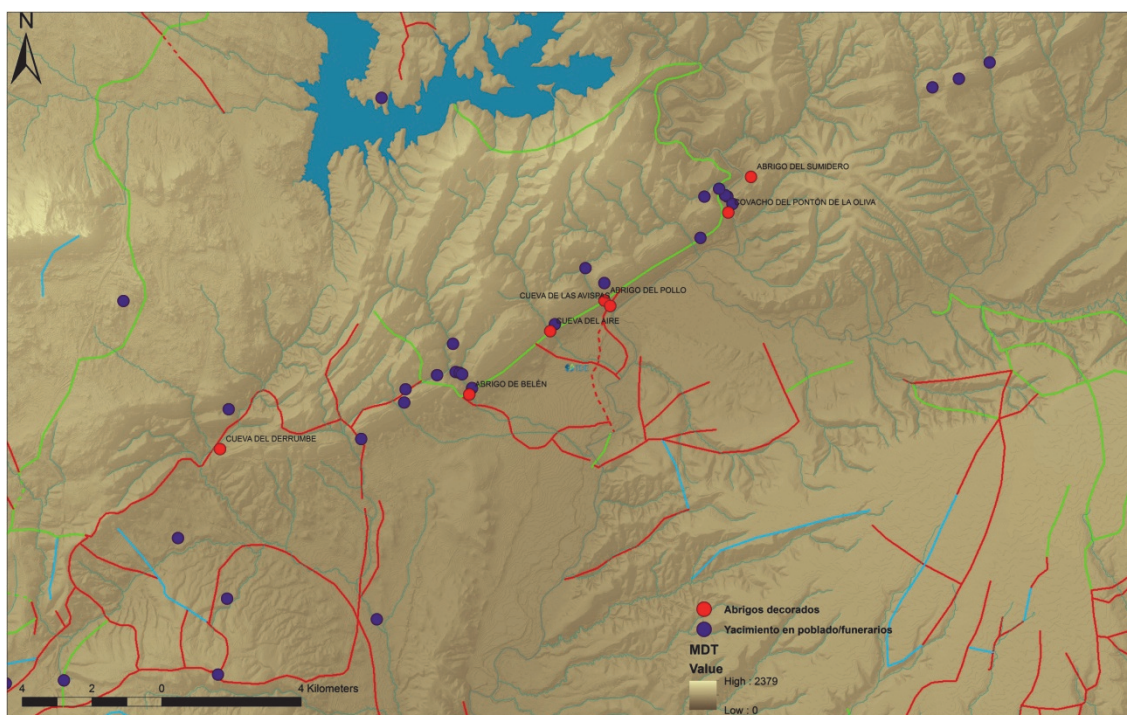 N
ABRIGO DEL SUMIDERO
COVACHO DEL PONTÓN DE LA OLIVA
CUEVA DE LAS AVISPAS
ABRIGO DEL POLLO
CUEVA DEL AIRE
ABRIGO DE BELÉN
CUEVA DEL DERRUMBE
Abrigos decorados
Yacimiento en poblado/funerarios
MDT
Value
High : 2379
Low : 0
4 2 0 4 Kilometers